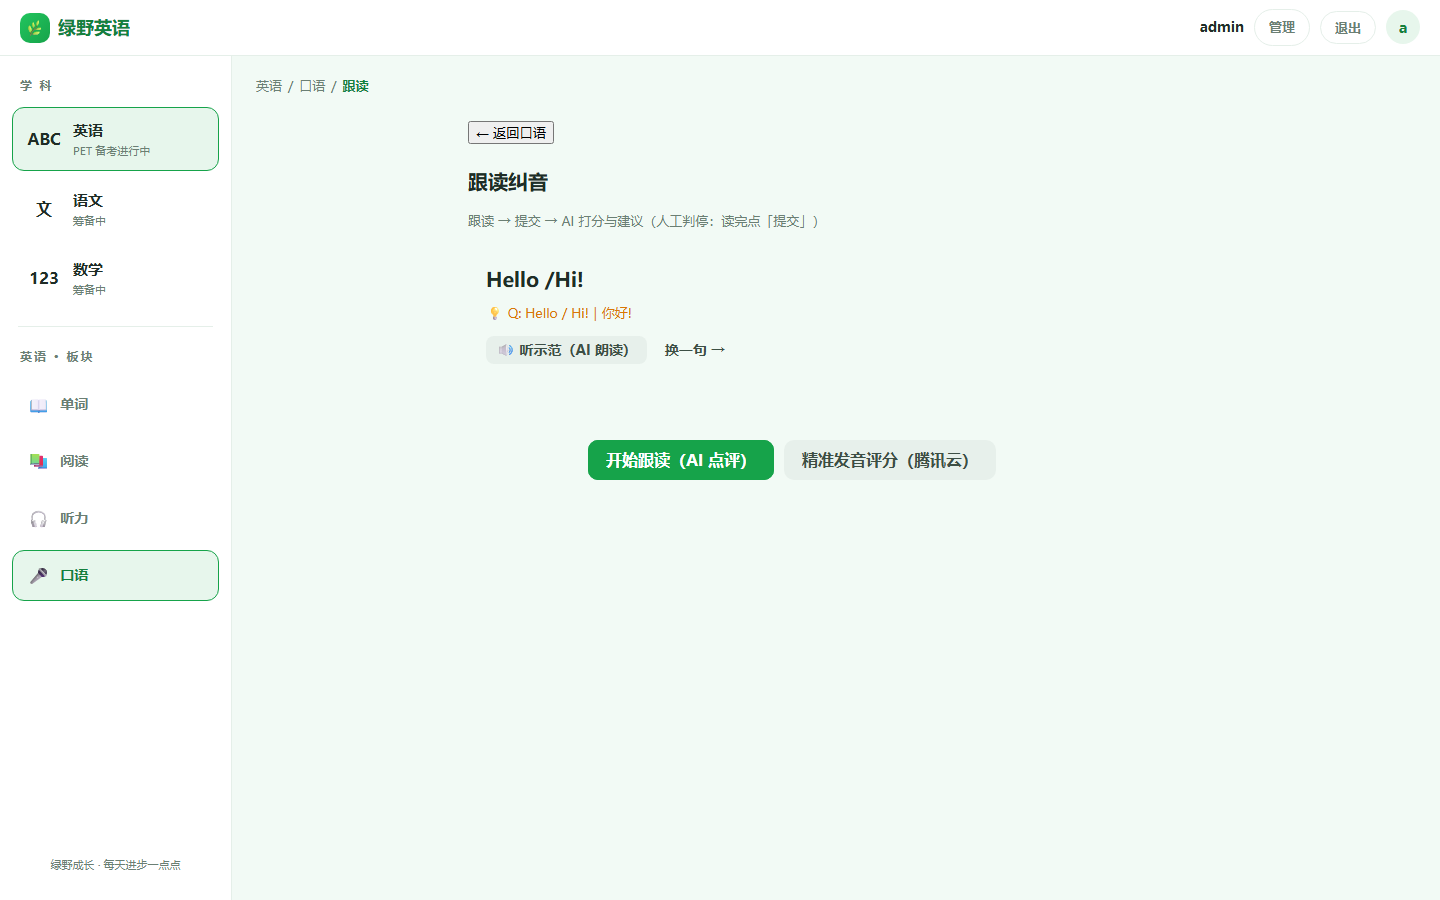 绿野英语
admin
管理
退出
a
学 科
ABC
英语
PET 备考进行中
文
语文
筹备中
123
数学
筹备中
英语 · 板块
单词
阅读
听力
口语
绿野成长 · 每天进步一点点
英语 / 口语 / 跟读
← 返回口语
跟读纠音
跟读 → 提交 → AI 打分与建议（人工判停：读完点「提交」）
Hello /Hi!
Q: Hello / Hi! | 你好!
听示范（AI 朗读）
换一句 →
开始跟读（AI 点评）
精准发音评分（腾讯云）